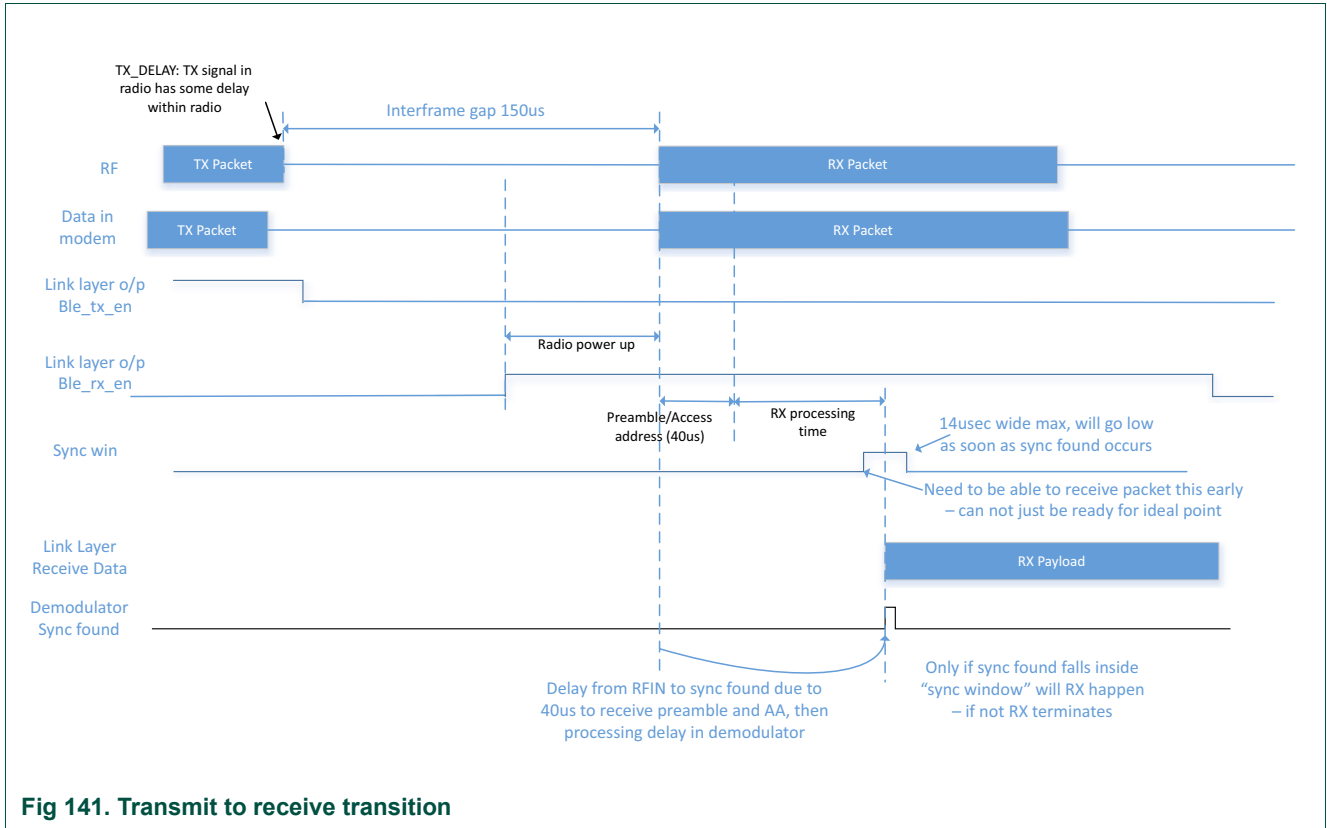 TX_DELAY: TX signal in
radio has some delay
within radio
Interframe gap 150us
RF
TX Packet
RX Packet
Data in
modem
TX Packet
RX Packet
Link layer o/p
Ble_tx_en
Radio power up
Link layer o/p
Ble_rx_en
Preamble/Access
address (40us)
RX processing
time
14usec wide max, will go low
as soon as sync found occurs
Sync win
Need to be able to receive packet this early
– can not just be ready for ideal point
Link Layer
Receive Data
RX Payload
Demodulator
Sync found
Delay from RFIN to sync found due to
40us to receive preamble and AA, then
processing delay in demodulator
Only if sync found falls inside
“sync window” will RX happen
– if not RX terminates
Fig 141. Transmit to receive transition